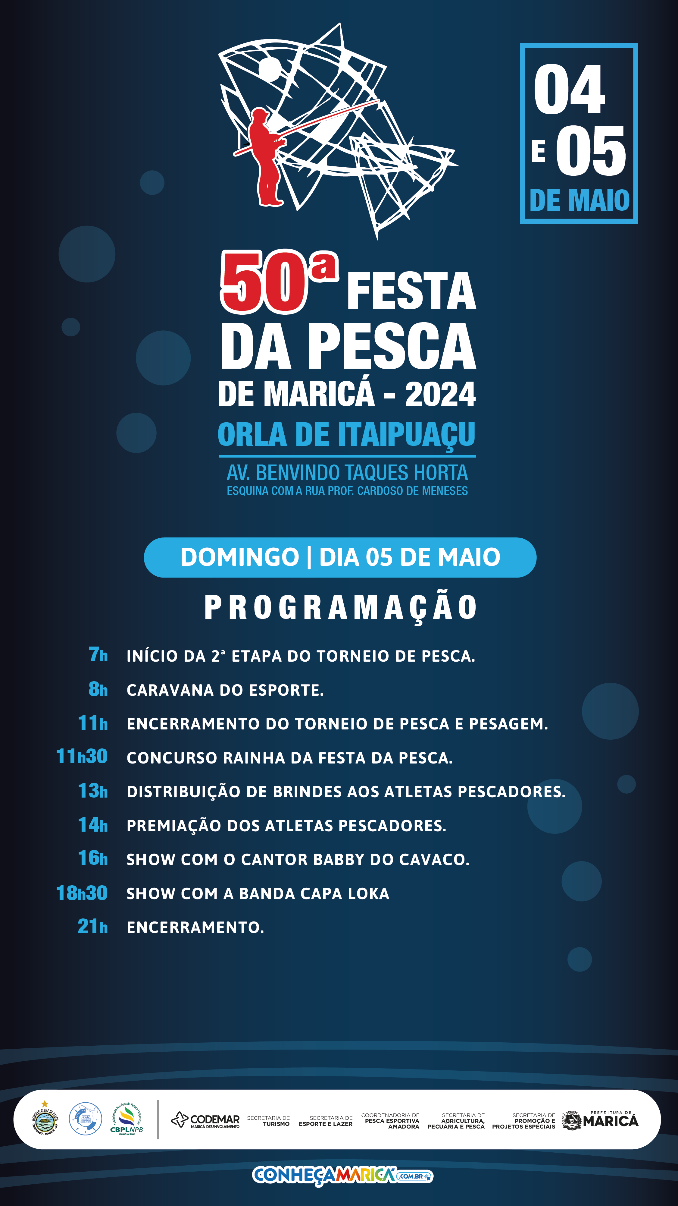 04
E 05
DE MAIO
50ª FESTA
DA PESCA
DE MARICÁ - 2024
ORLA DE ITAIPUAÇU
AV. BENVINDO TAQUES HORTA
ESQUINA COM A RUA PROF. CARDOSO DE MENESES
DOMINGO | DIA 05 DE MAIO
PROGRAMAÇÃO
7h INÍCIO DA 2ª ETAPA DO TORNEIO DE PESCA.
8h CARAVANA DO ESPORTE.
11h ENCERRAMENTO DO TORNEIO DE PESCA E PESAGEM.
11h30 CONCURSO RAINHA DA FESTA DA PESCA.
13h DISTRIBUIÇÃO DE BRINDES AOS ATLETAS PESCADORES.
14h PREMIAÇÃO DOS ATLETAS PESCADORES.
16h SHOW COM O CANTOR BABBY DO CAVACO.
18h30 SHOW COM A BANDA CAPA LOKA
21h ENCERRAMENTO.
CBPLNPB
CODEMAR
MARICÁ DESENVOLVIMENTO
SECRETARIA DE
TURISMO
SECRETARIA DE
ESPORTE E LAZER
COORDENADORIA DE
PESCA ESPORTIVA
AMADORA
SECRETARIA DE
AGRICULTURA,
PECUÁRIA E PESCA
SECRETARIA DE
PROMOÇÃO E
PROJETOS ESPECIAIS
PREFEITURA DE
MARICÁ
CONHEÇAMARICÁ.COM.BR